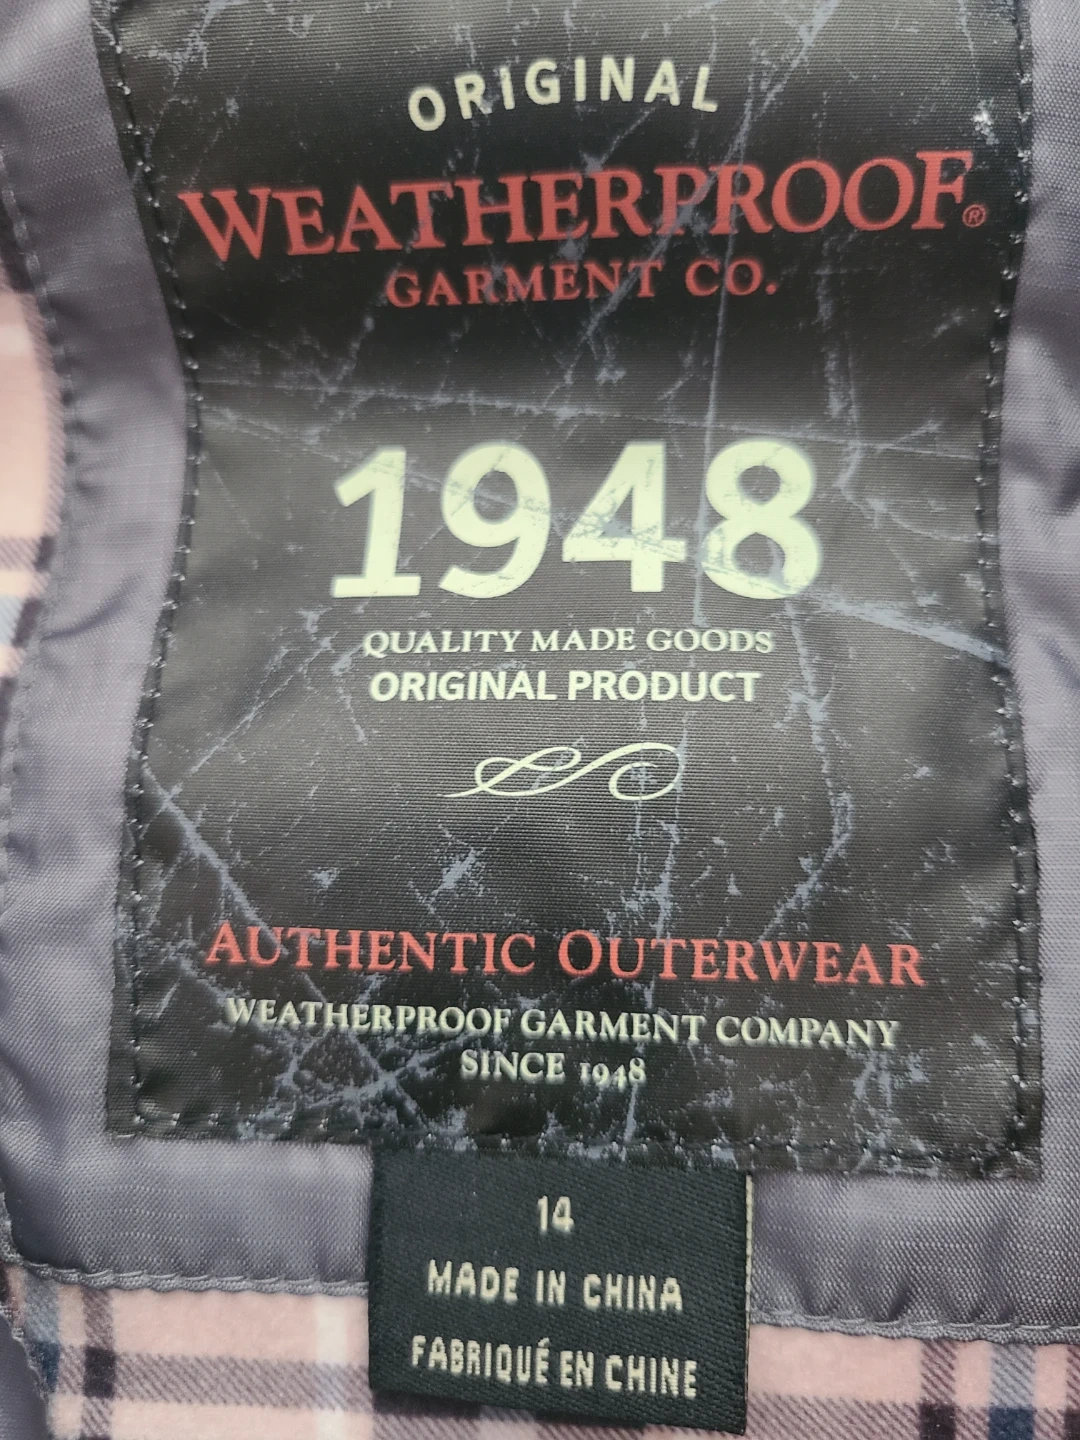 ORIGINAL
WEATHERPROOF®
GARMENT CO.
1948
QUALITY MADE GOODS
ORIGINAL PRODUCT
AUTHENTIC OUTERWEAR
WEATHERPROOF GARMENT COMPANY
SINCE 1948
14
MADE IN CHINA
FABRIQUÉ EN CHINE